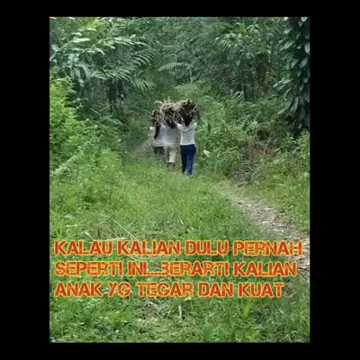 KALAU KALIAN DULU PERNAH
SEPERTI INI...BERARTI KALIAN
ANAK YG TEGAR DAN KUAT